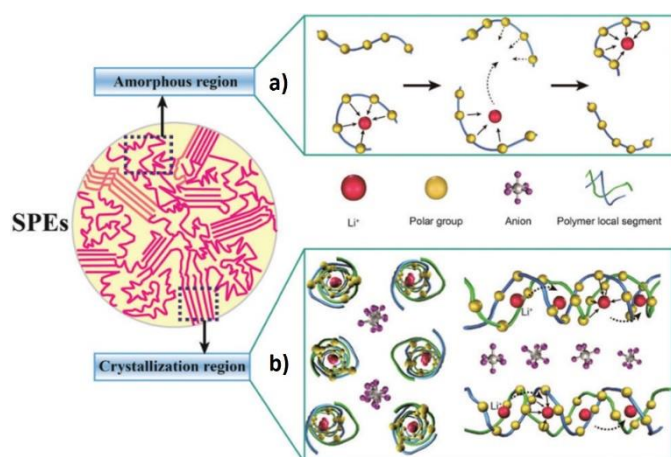 Amorphous region
a)
Li⁺
Polar group
Anion
Polymer local segment
SPEs
Crystallization region
b)
Li⁺
Li⁺